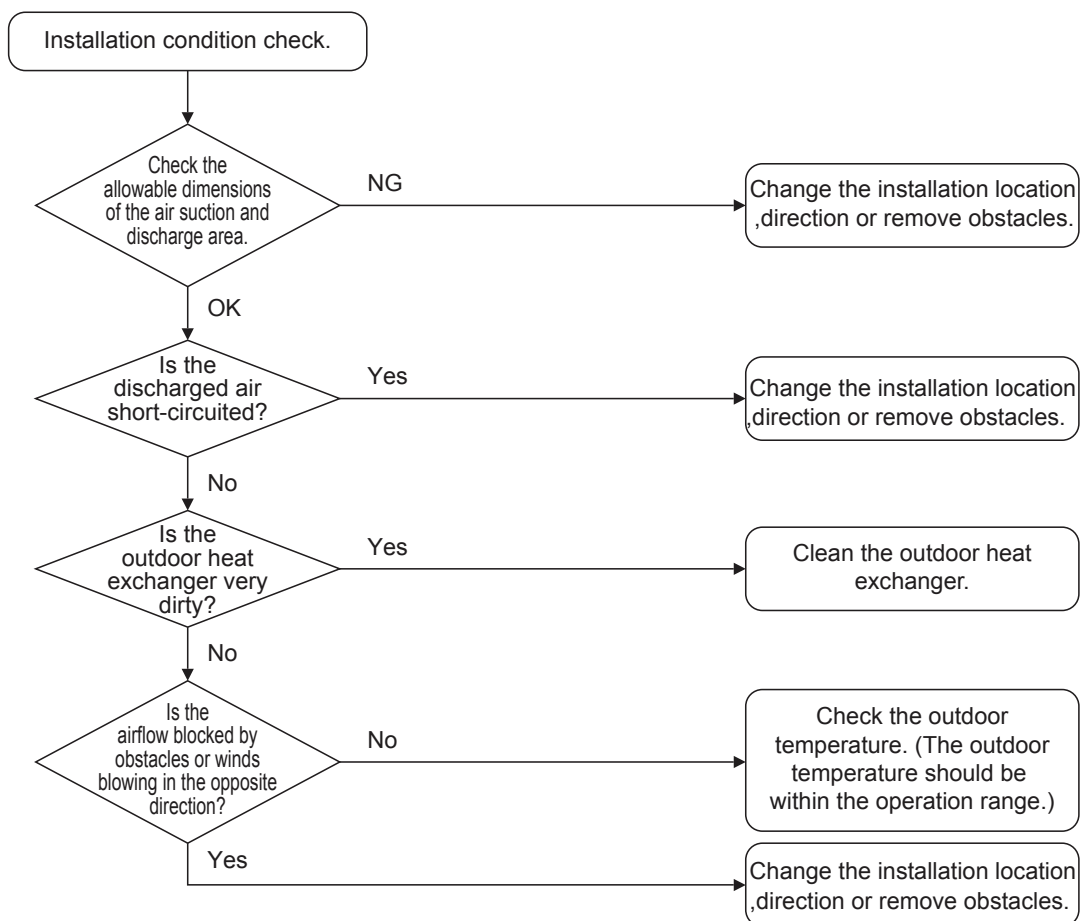 Installation condition check.
Check the
allowable dimensions
of the air suction and
discharge area.
NG
Change the installation location
,direction or remove obstacles.
OK
Is the
discharged air
short-circuited?
Yes
Change the installation location
,direction or remove obstacles.
No
Is the
outdoor heat
exchanger very
dirty?
Yes
Clean the outdoor heat
exchanger.
No
Is the
airflow blocked by
obstacles or winds
blowing in the opposite
direction?
No
Check the outdoor
temperature. (The outdoor
temperature should be
within the operation range.)
Yes
Change the installation location
,direction or remove obstacles.